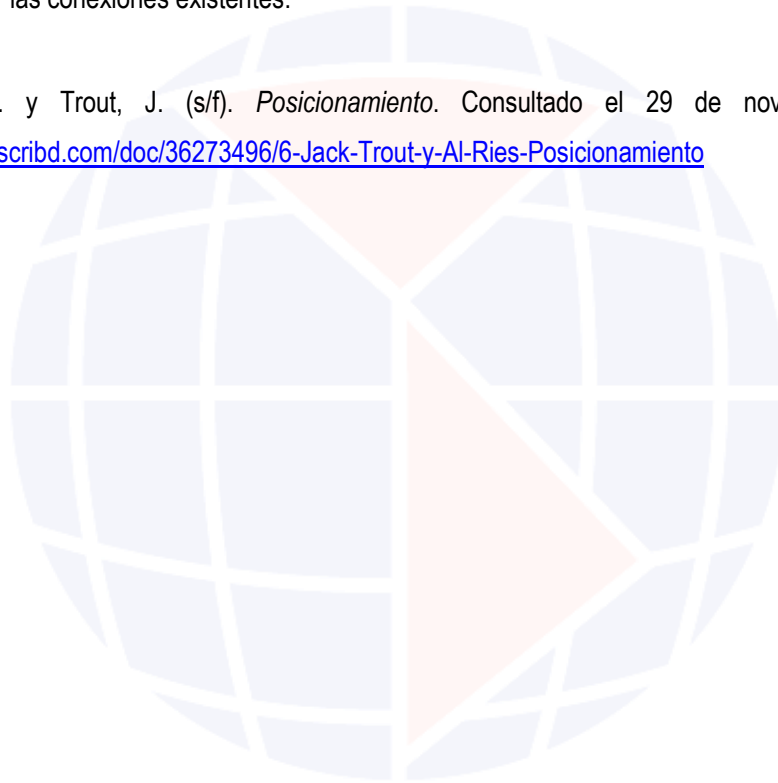 las conexiones existentes.
. y Trout, J. (s/f). Posicionamiento. Consultado el 29 de nov
scribd.com/doc/36273496/6-Jack-Trout-y-Al-Ries-Posicionamiento